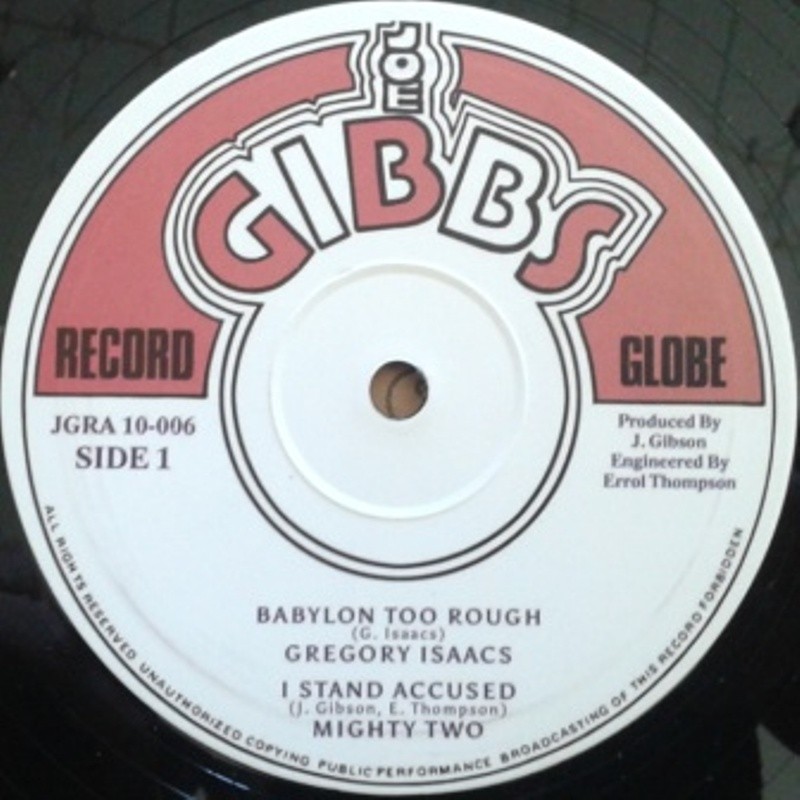 JOE
GIBBS
RECORD
GLOBE
JGRA 10-006
SIDE 1
Produced By
J. Gibson
Engineered By
Errol Thompson
BABYLON TOO ROUGH
(G. Isaacs)
GREGORY ISAACS
I STAND ACCUSED
(J. Gibson, E. Thompson)
MIGHTY TWO
ALL RIGHTS RESERVED UNAUTHORIZED COPYING PUBLIC PERFORMANCE BROADCASTING OF THIS RECORD FORBIDDEN